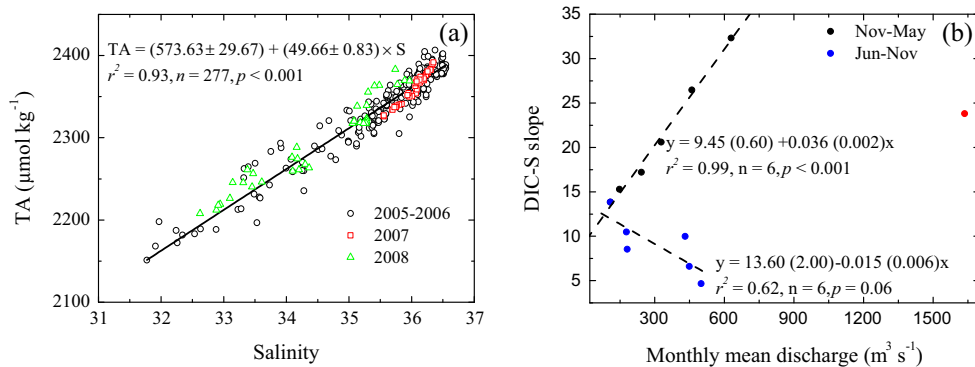 (a)
TA = (573.63± 29.67) + (49.66± 0.83) × S
r² = 0.93, n = 277, p < 0.001
2400
2300
2200
2100
TA (μmol kg⁻¹)
2005-2006
2007
2008
31 32 33 34 35 36 37
Salinity
(b)
Nov-May
Jun-Nov
35
30
25
20
15
10
5
DIC-S slope
y = 9.45 (0.60) +0.036 (0.002)x
r² = 0.99, n = 6, p < 0.001
y = 13.60 (2.00)-0.015 (0.006)x
r² = 0.62, n = 6, p = 0.06
300 600 900 1200 1500
Monthly mean discharge (m³ s⁻¹)